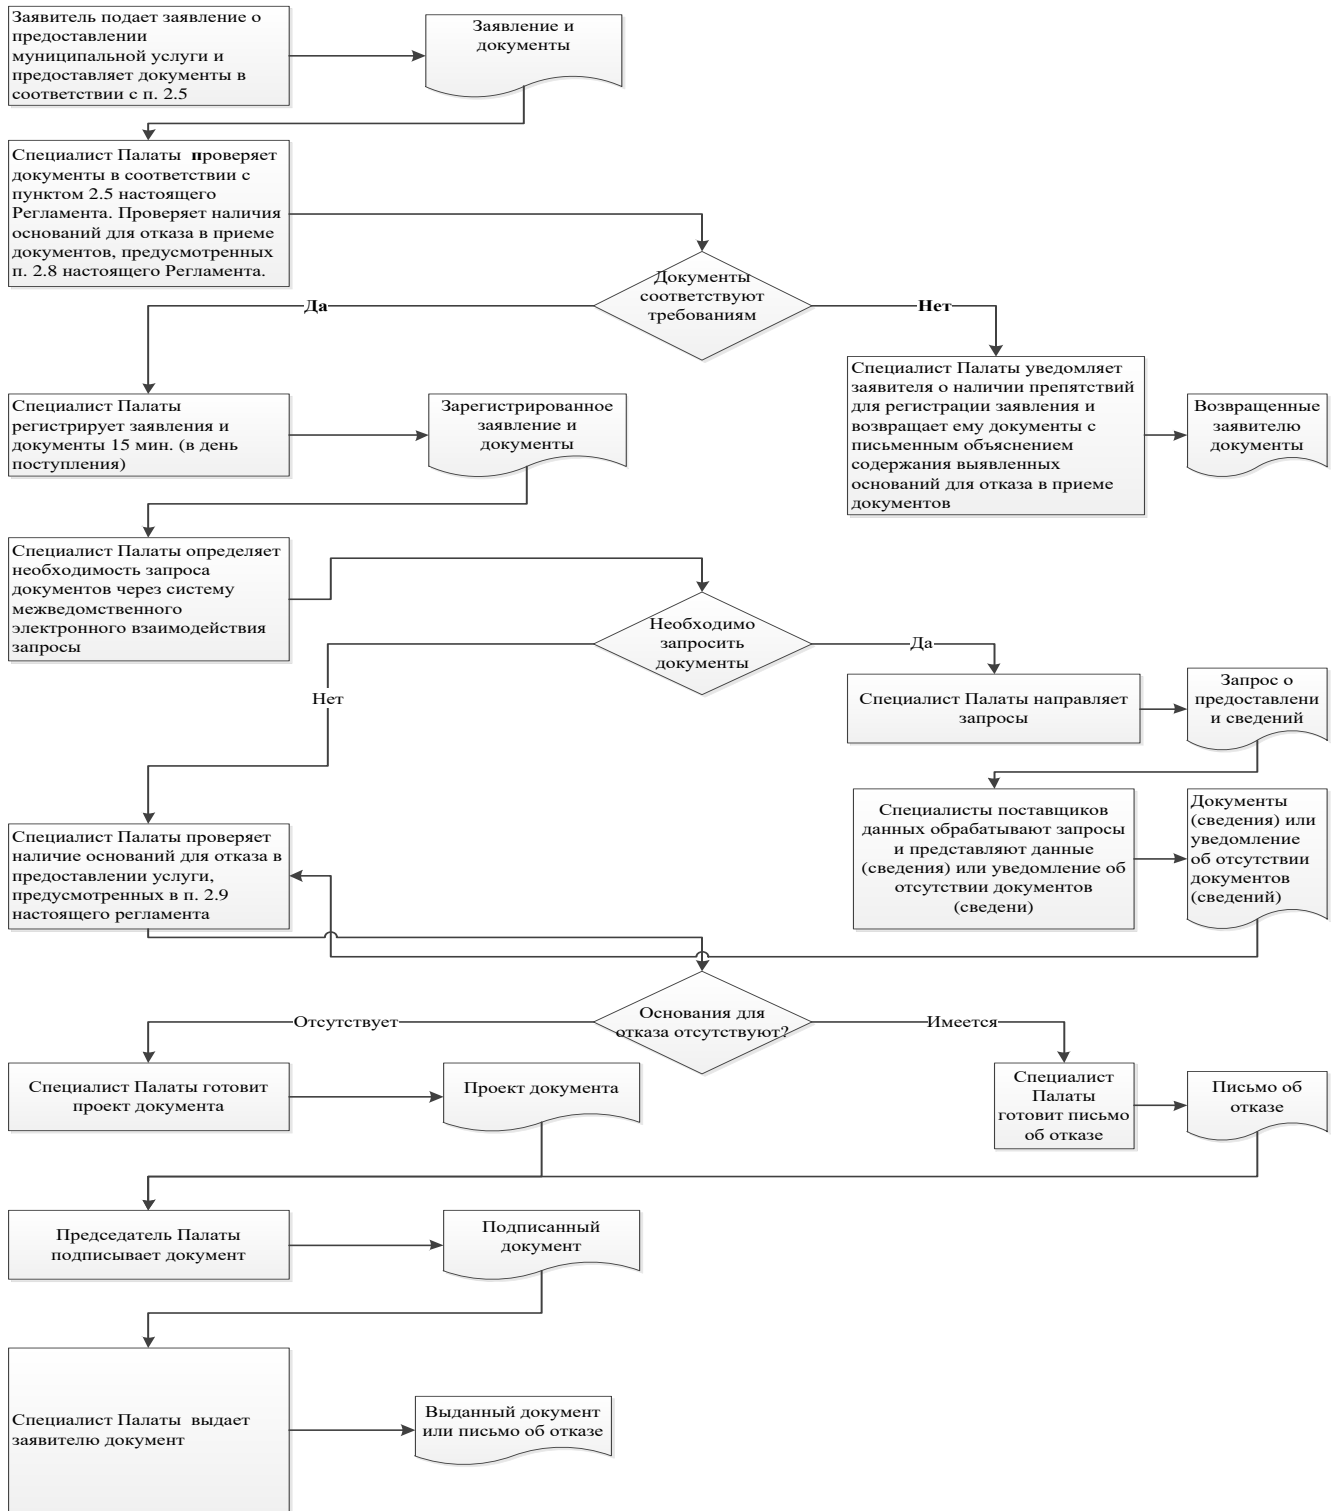 Заявитель подает заявление о
предоставлении
муниципальной услуги и
предоставляет документы в
соответствии с п. 2.5
Заявление и
документы
Специалист Палаты  проверяет
документы в соответствии с
пунктом 2.5 настоящего
Регламента. Проверяет наличия
оснований для отказа в приеме
документов, предусмотренных
п. 2.8 настоящего Регламента.
Документы
соответствуют
требованиям
Да
Нет
Специалист Палаты
регистрирует заявления и
документы 15 мин. (в день
поступления)
Зарегистрированное
заявление и
документы
Специалист Палаты уведомляет
заявителя о наличии препятствий
для регистрации заявления и
возвращает ему документы с
письменным объяснением
содержания выявленных
оснований для отказа в приеме
документов
Возвращенные
заявителю
документы
Специалист Палаты определяет
необходимость запроса
документов через систему
межведомственного
электронного взаимодействия
запросы
Необходимо
запросить
документы
Да
Нет
Специалист Палаты направляет
запросы
Запрос о
предоставлени
и сведений
Специалисты поставщиков
данных обрабатывают запросы
и представляют данные
(сведения) или уведомление об
отсутствии документов
(сведени)
Документы
(сведения) или
уведомление
об отсутствии
документов
(сведений)
Специалист Палаты проверяет
наличие оснований для отказа в
предоставлении услуги,
предусмотренных в п. 2.9
настоящего регламента
Основания для
отказа отсутствуют?
Отсутствует
Имеется
Специалист Палаты готовит
проект документа
Проект документа
Специалист
Палаты
готовит письмо
об отказе
Письмо об
отказе
Председатель Палаты
подписывает документ
Подписанный
документ
Специалист Палаты  выдает
заявителю документ
Выданный документ
или письмо об отказе